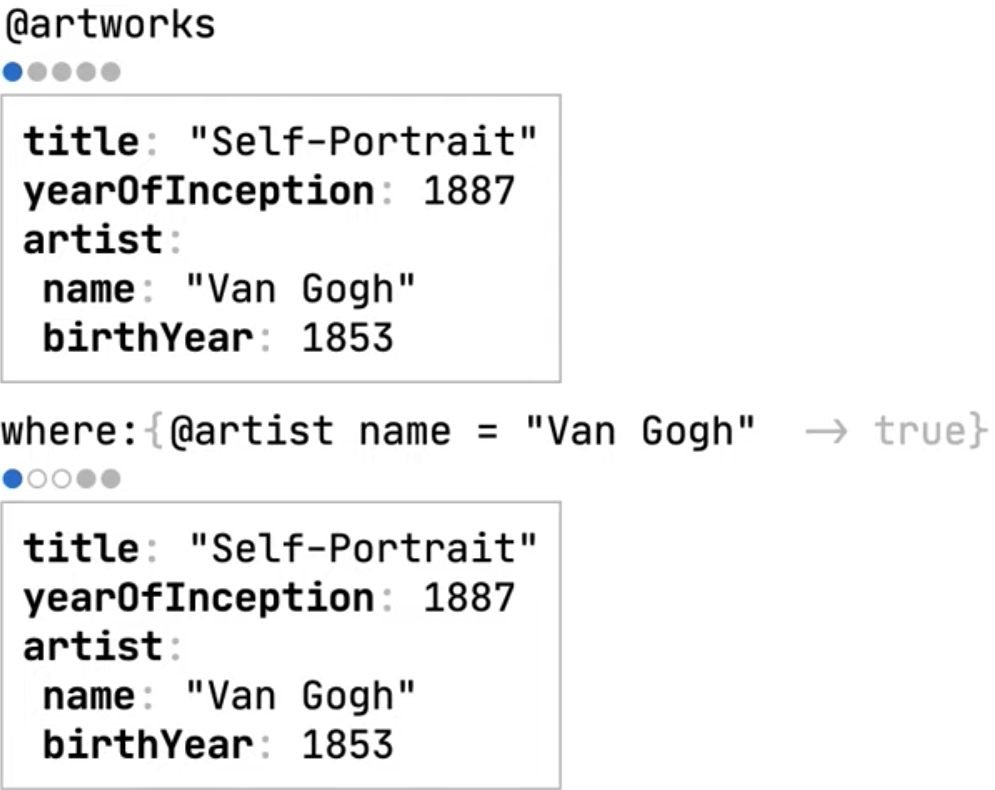 @artworks
title: "Self-Portrait"
yearOfInception: 1887
artist:
name: "Van Gogh"
birthYear: 1853
where:{@artist name = "Van Gogh" → true}
title: "Self-Portrait"
yearOfInception: 1887
artist:
name: "Van Gogh"
birthYear: 1853